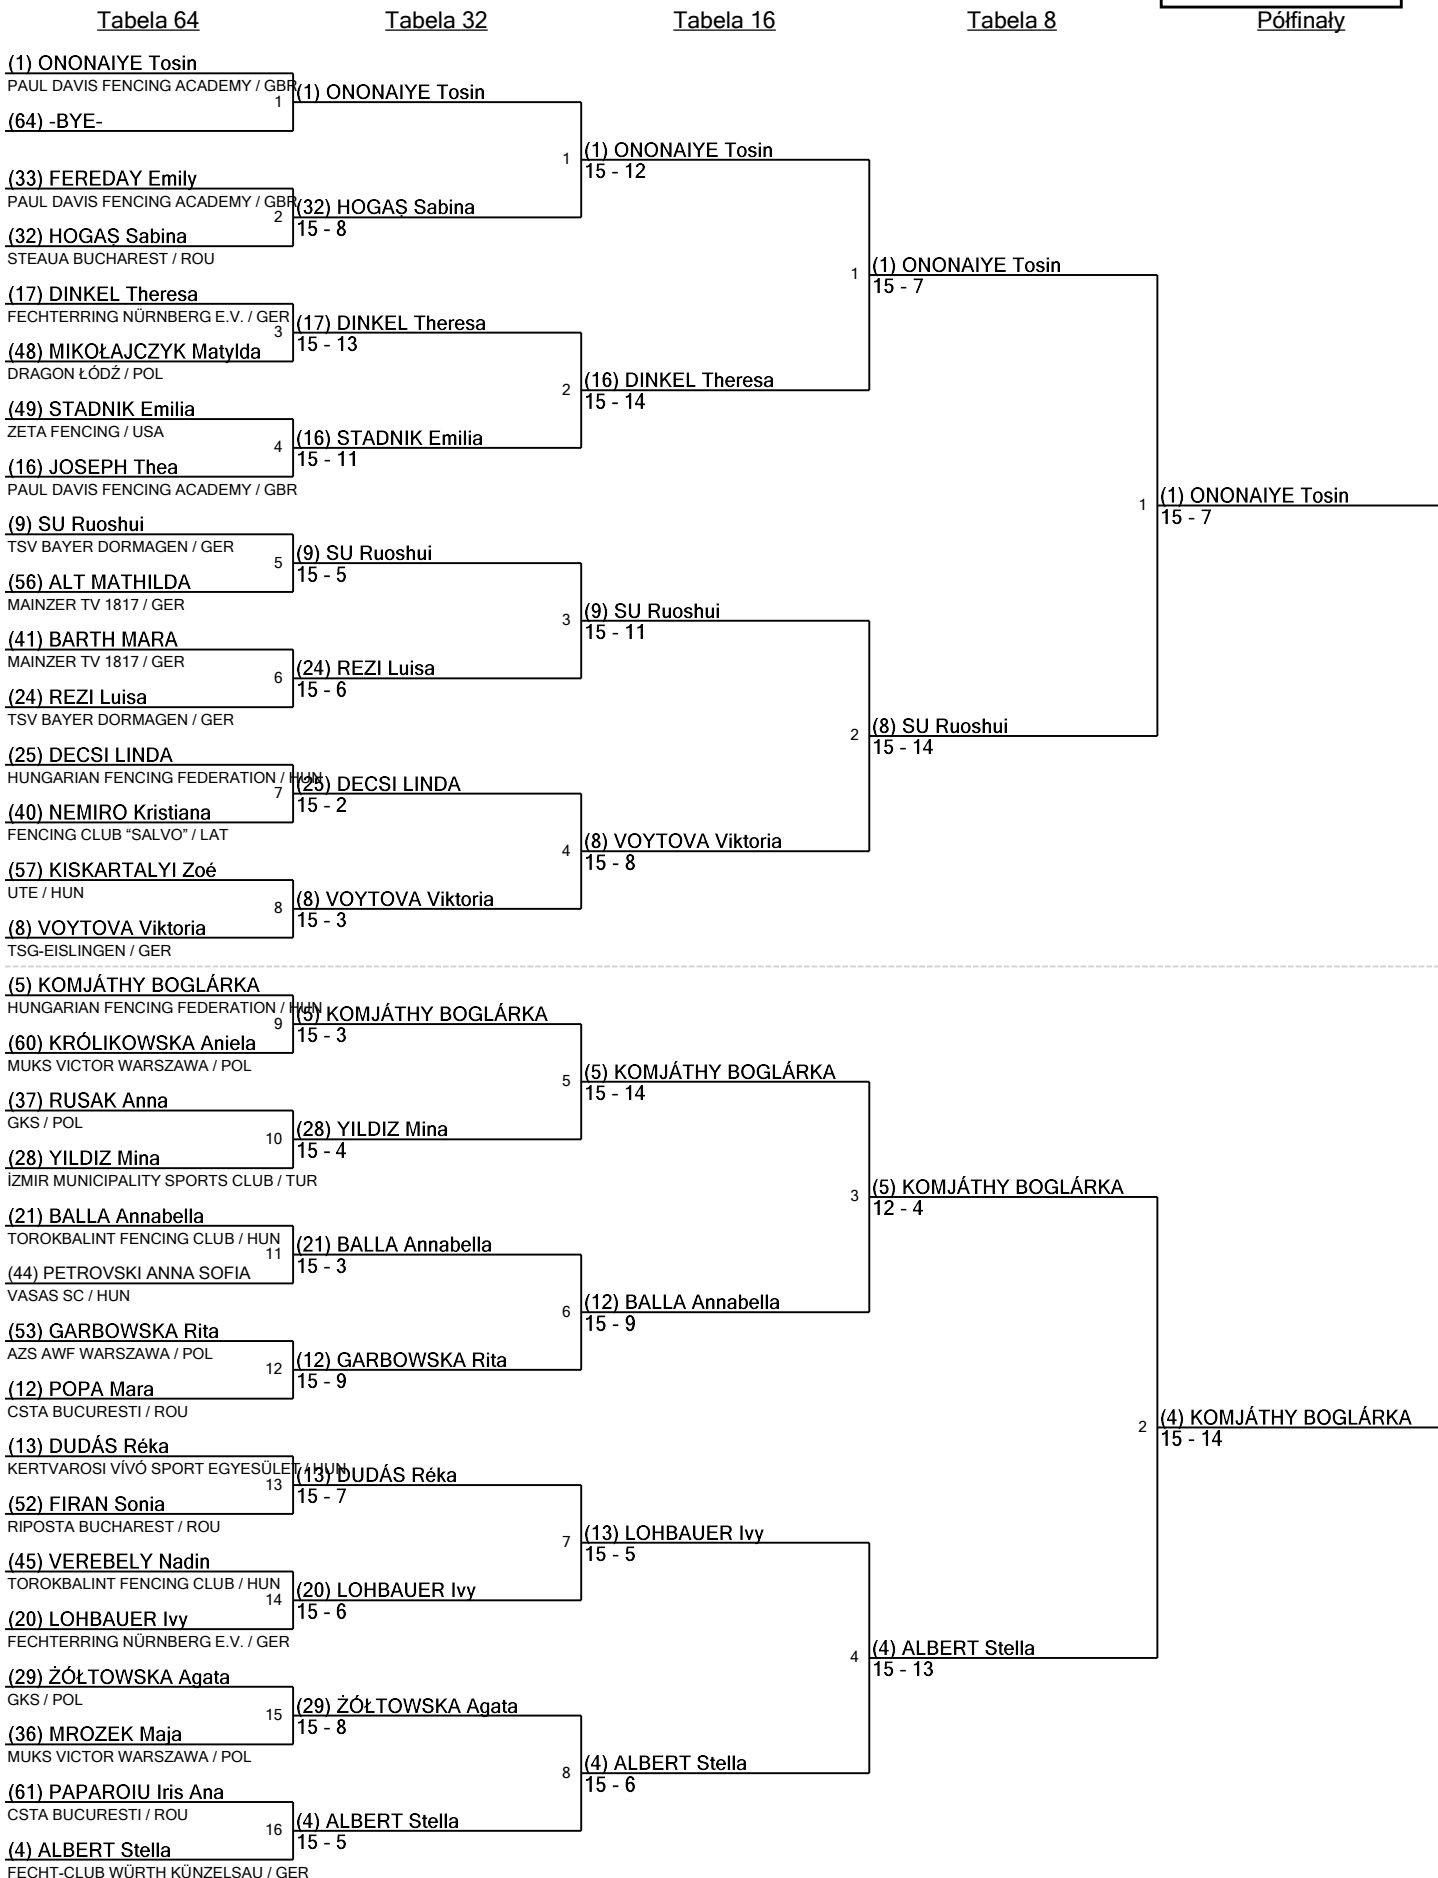 Tabela 64
Tabela 32
Tabela 16
Tabela 8
Półfinały
(1) ONONAIYE Tosin
PAUL DAVIS FENCING ACADEMY / GBR
(64) -BYE-
(33) FEREDAY Emily
PAUL DAVIS FENCING ACADEMY / GBR
(32) HOGAȘ Sabina
STEAUA BUCHAREST / ROU
(17) DINKEL Theresa
FECHTERRING NÜRNBERG E.V. / GER
(48) MIKOŁAJCZYK Matylda
DRAGON ŁÓDŹ / POL
(49) STADNIK Emilia
ZETA FENCING / USA
(16) JOSEPH Thea
PAUL DAVIS FENCING ACADEMY / GBR
(9) SU Ruoshui
TSV BAYER DORMAGEN / GER
(56) ALT MATHILDA
MAINZER TV 1817 / GER
(41) BARTH MARA
MAINZER TV 1817 / GER
(24) REZI Luisa
TSV BAYER DORMAGEN / GER
(25) DECSI LINDA
HUNGARIAN FENCING FEDERATION / HUN
(40) NEMIRO Kristiana
FENCING CLUB “SALVO” / LAT
(57) KISKARTALYI Zoé
UTE / HUN
(8) VOYTOVA Viktoria
TSG-EISLINGEN / GER
(5) KOMJÁTHY BOGLÁRKA
HUNGARIAN FENCING FEDERATION / HUN
(60) KRÓLIKOWSKA Aniela
MUKS VICTOR WARSZAWA / POL
(37) RUSAK Anna
GKS / POL
(28) YILDIZ Mina
İZMIR MUNICIPALITY SPORTS CLUB / TUR
(21) BALLA Annabella
TOROKBALINT FENCING CLUB / HUN
(44) PETROVSKI ANNA SOFIA
VASAS SC / HUN
(53) GARBOWSKA Rita
AZS AWF WARSZAWA / POL
(12) POPA Mara
CSTA BUCURESTI / ROU
(13) DUDÁS Réka
KERTVAROSI VÍVÓ SPORT EGYESÜLET / HUN
(52) FIRAN Sonia
RIPOSTA BUCHAREST / ROU
(45) VEREBELY Nadin
TOROKBALINT FENCING CLUB / HUN
(20) LOHBAUER Ivy
FECHTERRING NÜRNBERG E.V. / GER
(29) ŻÓŁTOWSKA Agata
GKS / POL
(36) MROZEK Maja
MUKS VICTOR WARSZAWA / POL
(61) PAPAROIU Iris Ana
CSTA BUCURESTI / ROU
(4) ALBERT Stella
FECHT-CLUB WÜRTH KÜNZELSAU / GER
1
(1) ONONAIYE Tosin
2
(32) HOGAȘ Sabina
15 - 8
3
(17) DINKEL Theresa
15 - 13
4
(16) STADNIK Emilia
15 - 11
5
(9) SU Ruoshui
15 - 5
6
(24) REZI Luisa
15 - 6
7
(25) DECSI LINDA
15 - 2
8
(8) VOYTOVA Viktoria
15 - 3
9
(5) KOMJÁTHY BOGLÁRKA
15 - 3
10
(28) YILDIZ Mina
15 - 4
11
(21) BALLA Annabella
15 - 3
12
(12) GARBOWSKA Rita
15 - 9
13
(13) DUDÁS Réka
15 - 7
14
(20) LOHBAUER Ivy
15 - 6
15
(29) ŻÓŁTOWSKA Agata
15 - 8
16
(4) ALBERT Stella
15 - 5
1
(1) ONONAIYE Tosin
15 - 12
2
(16) DINKEL Theresa
15 - 14
3
(9) SU Ruoshui
15 - 11
4
(8) VOYTOVA Viktoria
15 - 8
5
(5) KOMJÁTHY BOGLÁRKA
15 - 14
6
(12) BALLA Annabella
15 - 9
7
(13) LOHBAUER Ivy
15 - 5
8
(4) ALBERT Stella
15 - 6
1
(1) ONONAIYE Tosin
15 - 7
2
(8) SU Ruoshui
15 - 14
3
(5) KOMJÁTHY BOGLÁRKA
12 - 4
4
(4) ALBERT Stella
15 - 13
1
(1) ONONAIYE Tosin
15 - 7
2
(4) KOMJÁTHY BOGLÁRKA
15 - 14